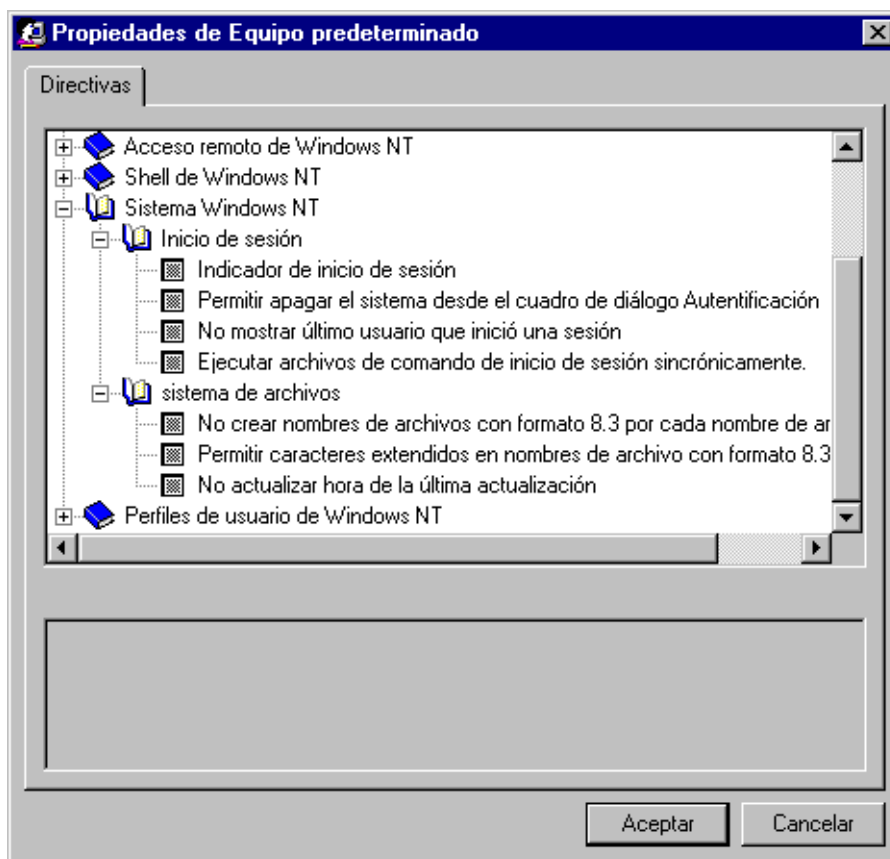 Propiedades de Equipo predeterminado
Directivas
Acceso remoto de Windows NT
Shell de Windows NT
Sistema Windows NT
Inicio de sesión
Indicador de inicio de sesión
Permitir apagar el sistema desde el cuadro de diálogo Autentificación
No mostrar último usuario que inició una sesión
Ejecutar archivos de comando de inicio de sesión sincrónicamente.
sistema de archivos
No crear nombres de archivos con formato 8.3 por cada nombre de ar
Permitir caracteres extendidos en nombres de archivo con formato 8.3
No actualizar hora de la última actualización
Perfiles de usuario de Windows NT
Aceptar Cancelar